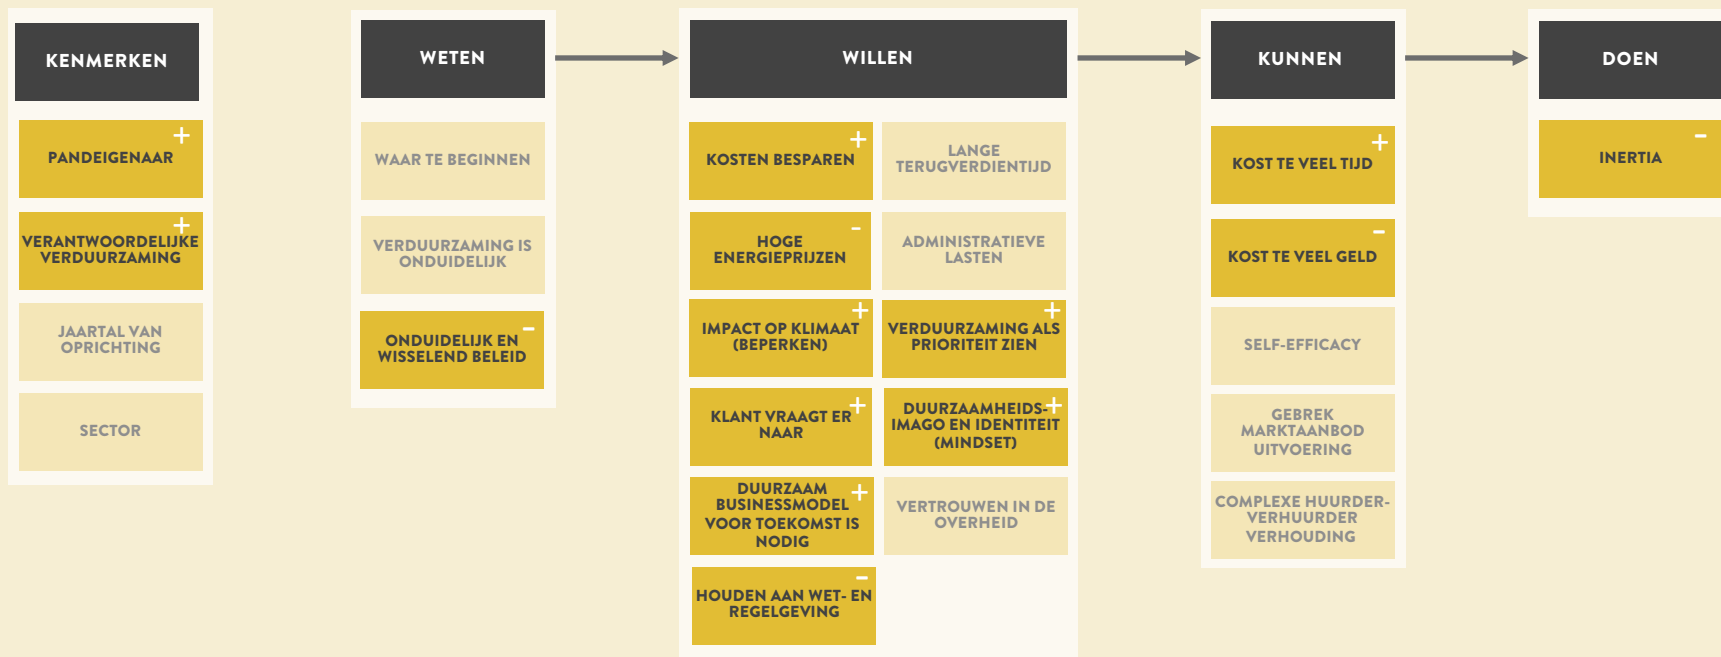 KENMERKEN
+
PANDEIGENAAR
+
VERANTWOORDELIJKE
VERDUURZAMING
JAARTAL VAN
OPRICHTING
SECTOR
WETEN
WAAR TE BEGINNEN
VERDUURZAMING IS
ONDUIDELIJK
-
ONDUIDELIJK EN
WISSELEND BELEID
WILLEN
+
KOSTEN BESPAREN
LANGE
TERUGVERDIENTIJD
-
HOGE
ENERGIEPRIJZEN
ADMINISTRATIEVE
LASTEN
+
IMPACT OP KLIMAAT
(BEPERKEN)
+
VERDUURZAMING ALS
PRIORITEIT ZIEN
+
KLANT VRAAGT ER
NAAR
+
DUURZAAMHEIDS-
IMAGO EN IDENTITEIT
(MINDSET)
+
DUURZAAM
BUSINESSMODEL
VOOR TOEKOMST IS
NODIG
VERTROUWEN IN DE
OVERHEID
-
HOUDEN AAN WET- EN
REGELGEVING
KUNNEN
+
KOST TE VEEL TIJD
-
KOST TE VEEL GELD
SELF-EFFICACY
GEBREK
MARKTAANBOD
UITVOERING
COMPLEXE HUURDER-
VERHUURDER
VERHOUDING
DOEN
-
INERTIA